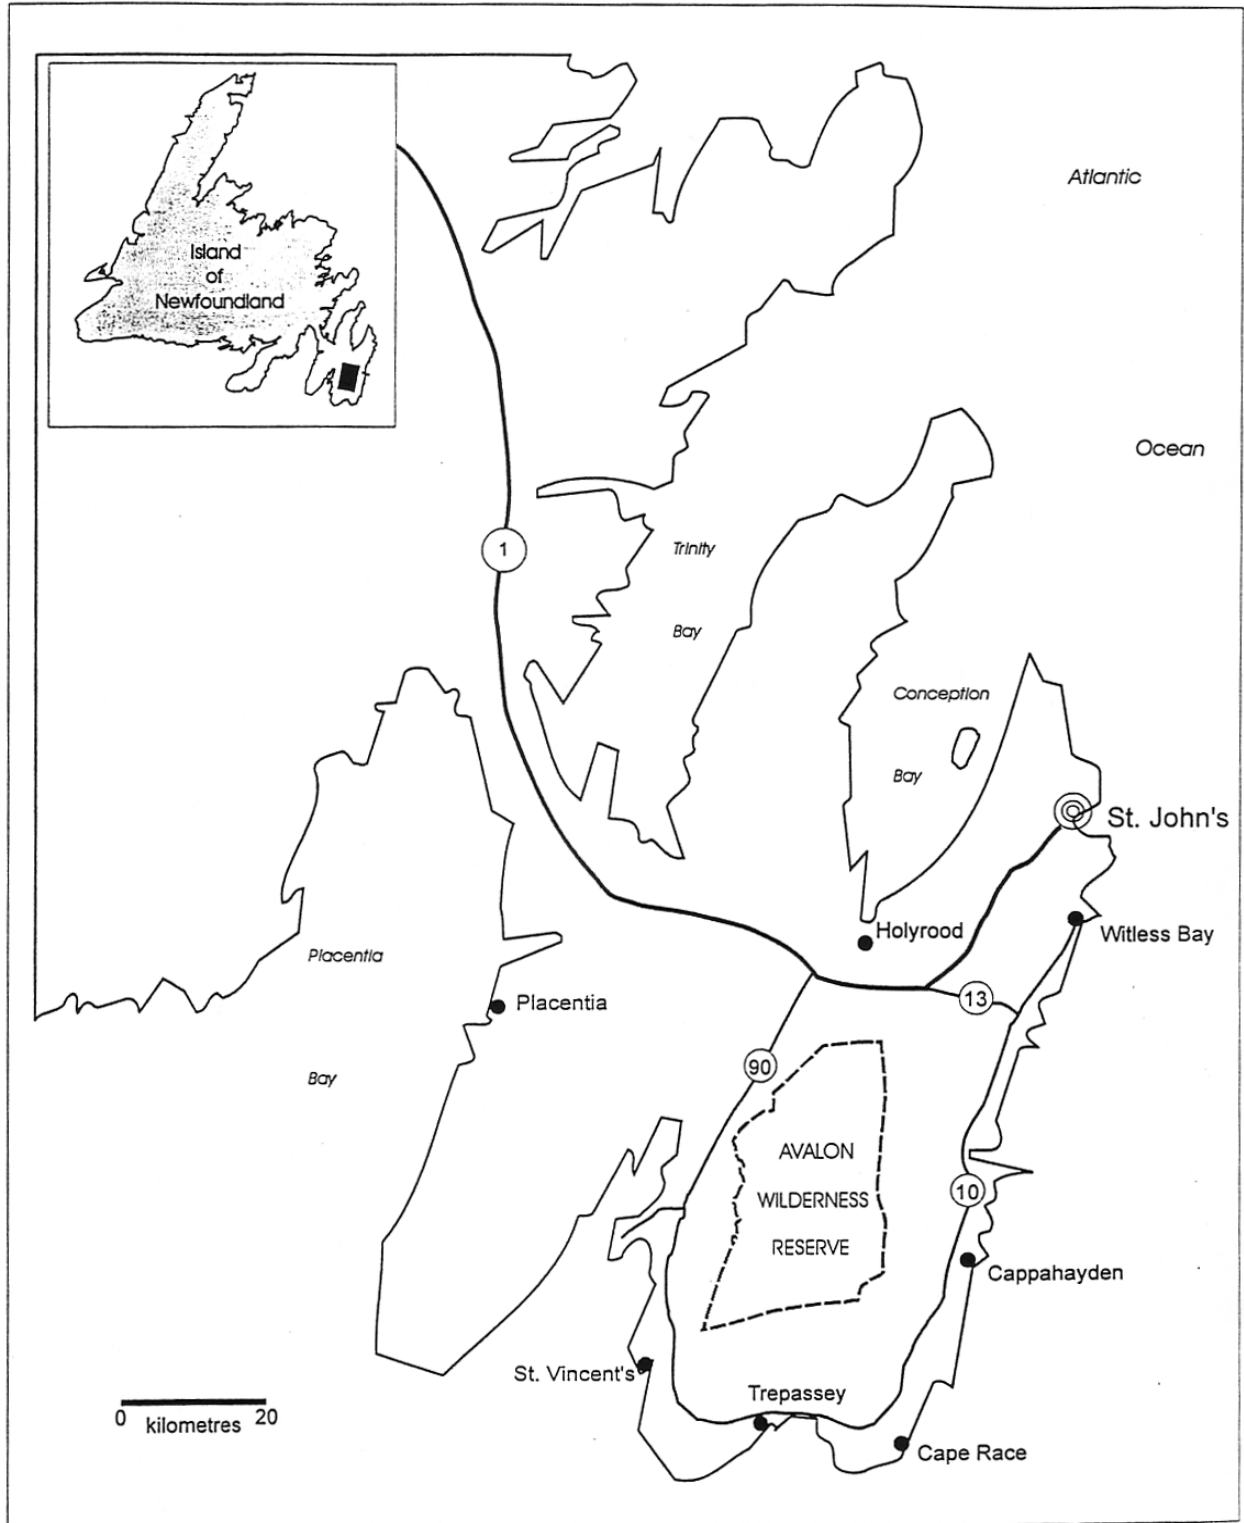 Atlantic
Island
of
Newfoundland
Ocean
1
Trinity
Bay
Conception
Bay
St. John's
Holyrood
Witless Bay
Placentia
Placentia
13
90
Bay
AVALON
WILDERNESS
RESERVE
10
Cappahayden
St. Vincent's
Trepassey
0 kilometres 20
Cape Race